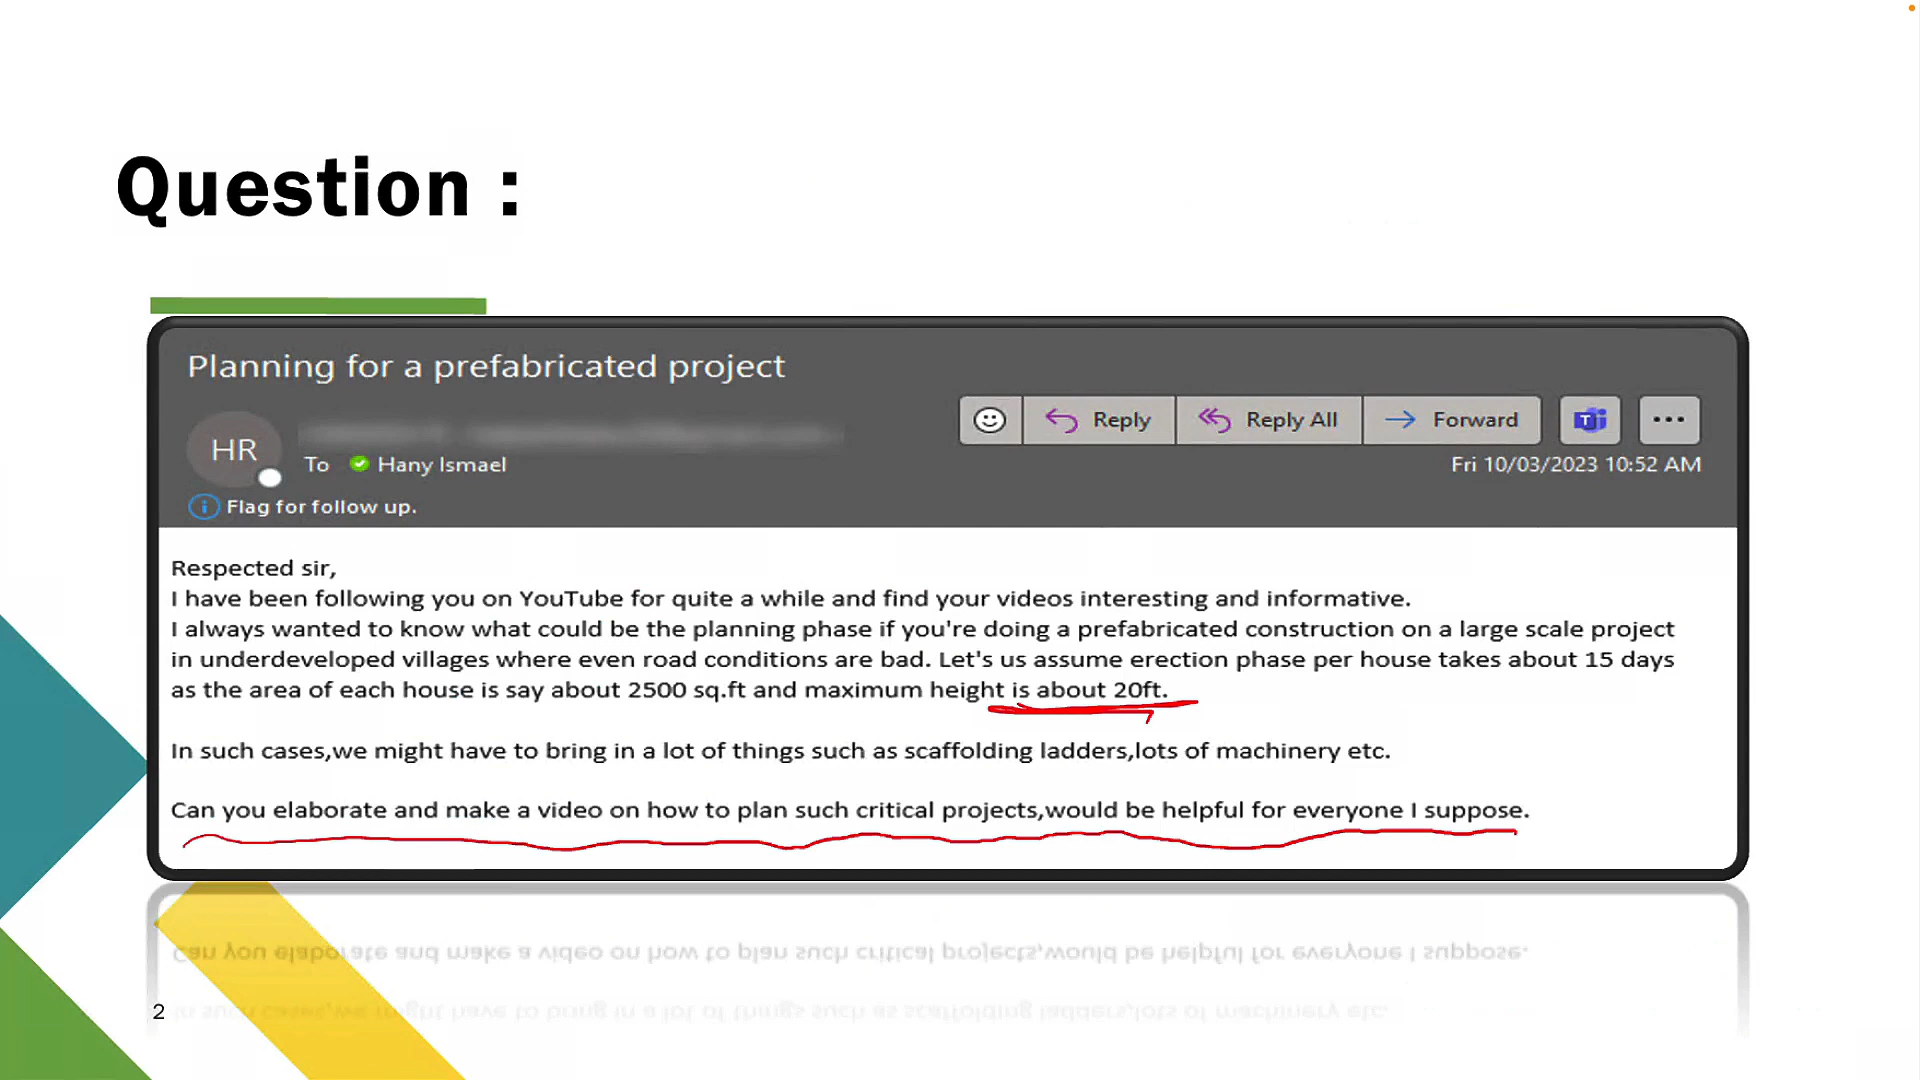 Question :
Planning for a prefabricated project
HR
Reply
Reply All
Forward
To Hany Ismael
Fri 10/03/2023 10:52 AM
Flag for follow up.
Respected sir,
I have been following you on YouTube for quite a while and find your videos interesting and informative.
I always wanted to know what could be the planning phase if you're doing a prefabricated construction on a large scale project
in underdeveloped villages where even road conditions are bad. Let's us assume erection phase per house takes about 15 days
as the area of each house is say about 2500 sq.ft and maximum height is about 20ft.
In such cases,we might have to bring in a lot of things such as scaffolding ladders,lots of machinery etc.
Can you elaborate and make a video on how to plan such critical projects,would be helpful for everyone I suppose.
2